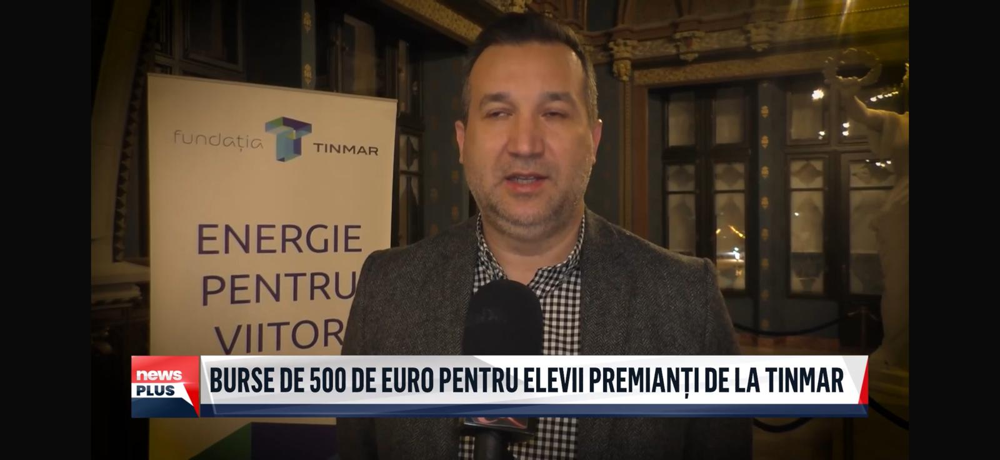 fundația TINMAR
ENERGIE
PENTRU
VIITOR
news
PLUS
BURSE DE 500 DE EURO PENTRU ELEVII PREMIANȚI DE LA TINMAR